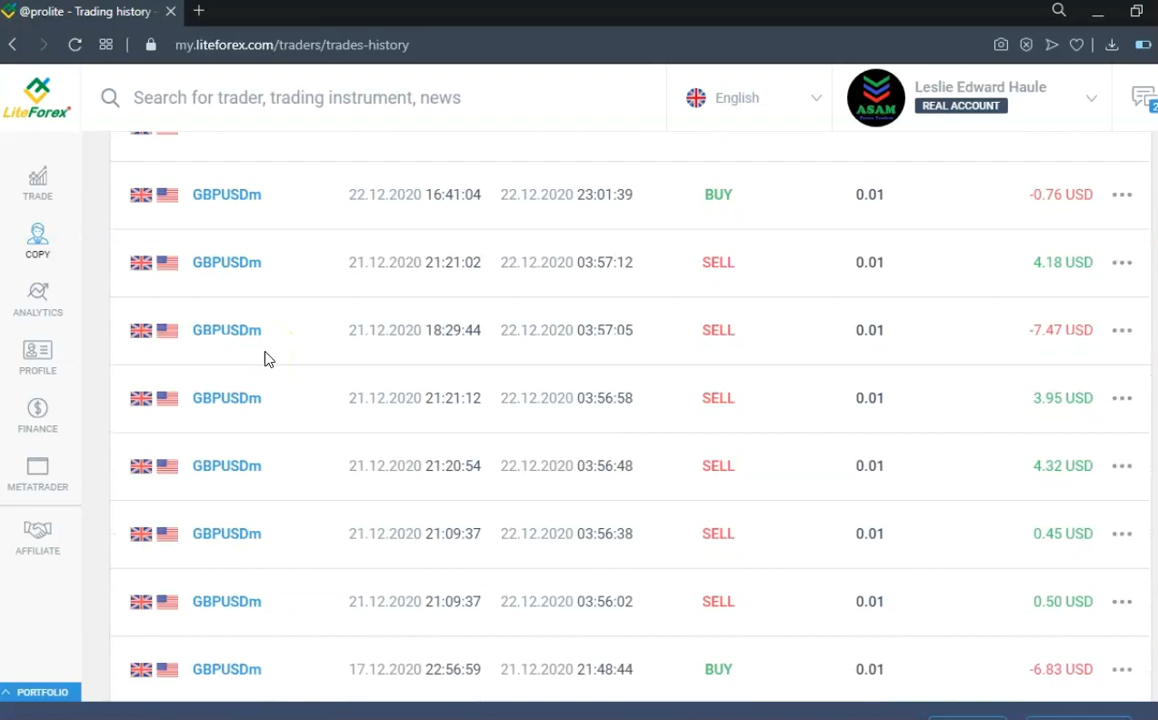 @prolite - Trading history
my.liteforex.com/traders/trades-history
LiteForex
Search for trader, trading instrument, news
English
ASAM
Leslie Edward Haule
REAL ACCOUNT
2
TRADE
COPY
ANALYTICS
PROFILE
FINANCE
METATRADER
AFFILIATE
PORTFOLIO
GBPUSDm 22.12.2020 16:41:04 22.12.2020 23:01:39 BUY 0.01 -0.76 USD
GBPUSDm 21.12.2020 21:21:02 22.12.2020 03:57:12 SELL 0.01 4.18 USD
GBPUSDm 21.12.2020 18:29:44 22.12.2020 03:57:05 SELL 0.01 -7.47 USD
GBPUSDm 21.12.2020 21:21:12 22.12.2020 03:56:58 SELL 0.01 3.95 USD
GBPUSDm 21.12.2020 21:20:54 22.12.2020 03:56:48 SELL 0.01 4.32 USD
GBPUSDm 21.12.2020 21:09:37 22.12.2020 03:56:38 SELL 0.01 0.45 USD
GBPUSDm 21.12.2020 21:09:37 22.12.2020 03:56:02 SELL 0.01 0.50 USD
GBPUSDm 17.12.2020 22:56:59 21.12.2020 21:48:44 BUY 0.01 -6.83 USD